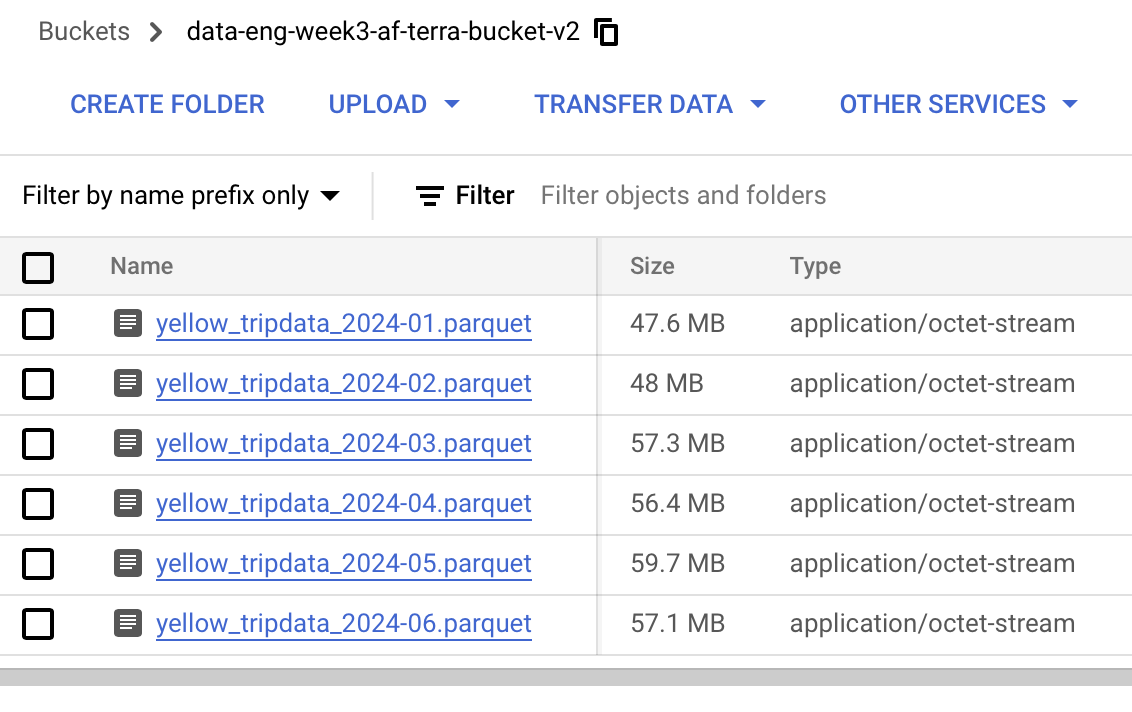 Buckets > data-eng-week3-af-terra-bucket-v2
CREATE FOLDER UPLOAD TRANSFER DATA OTHER SERVICES
Filter by name prefix only Filter Filter objects and folders
Name Size Type
yellow_tripdata_2024-01.parquet 47.6 MB application/octet-stream
yellow_tripdata_2024-02.parquet 48 MB application/octet-stream
yellow_tripdata_2024-03.parquet 57.3 MB application/octet-stream
yellow_tripdata_2024-04.parquet 56.4 MB application/octet-stream
yellow_tripdata_2024-05.parquet 59.7 MB application/octet-stream
yellow_tripdata_2024-06.parquet 57.1 MB application/octet-stream